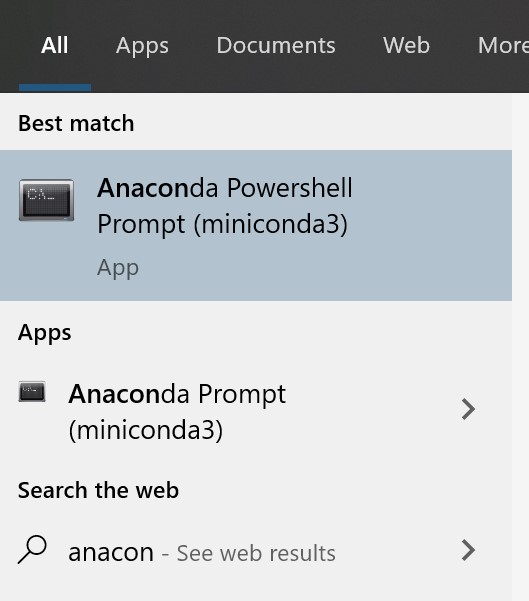 All Apps Documents Web More
Best match
Anaconda Powershell
Prompt (miniconda3)
App
Apps
Anaconda Prompt
(miniconda3)
Search the web
anacon - See web results